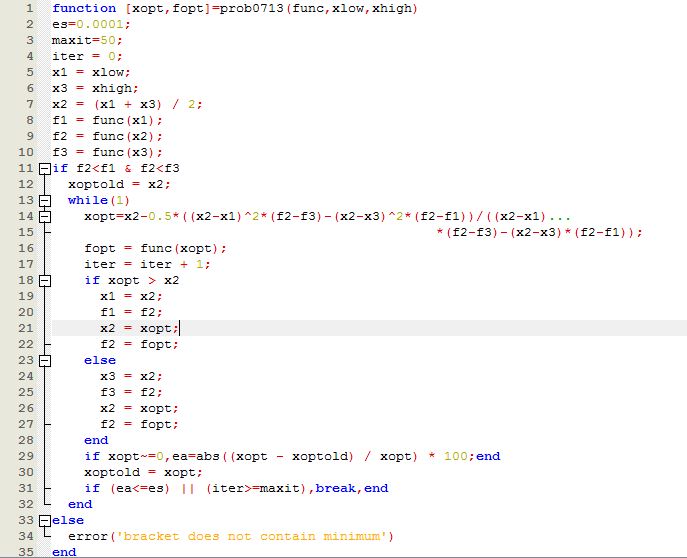 1 function [xopt,fopt]=prob0713(func,xlow,xhigh)
2 es=0.0001;
3 maxit=50;
4 iter = 0;
5 x1 = xlow;
6 x3 = xhigh;
7 x2 = (x1 + x3) / 2;
8 f1 = func(x1);
9 f2 = func(x2);
10 f3 = func(x3);
11 if f2<f1 & f2<f3
12 xoptold = x2;
13 while(1)
14 xopt=x2-0.5*((x2-x1)^2*(f2-f3)-(x2-x3)^2*(f2-f1))/((x2-x1)...
15 *(f2-f3)-(x2-x3)*(f2-f1));
16 fopt = func(xopt);
17 iter = iter + 1;
18 if xopt > x2
19 x1 = x2;
20 f1 = f2;
21 x2 = xopt;
22 f2 = fopt;
23 else
24 x3 = x2;
25 f3 = f2;
26 x2 = xopt;
27 f2 = fopt;
28 end
29 if xopt~=0,ea=abs((xopt - xoptold) / xopt) * 100;end
30 xoptold = xopt;
31 if (ea<=es) || (iter>=maxit),break,end
32 end
33 else
34 error('bracket does not contain minimum')
35 end